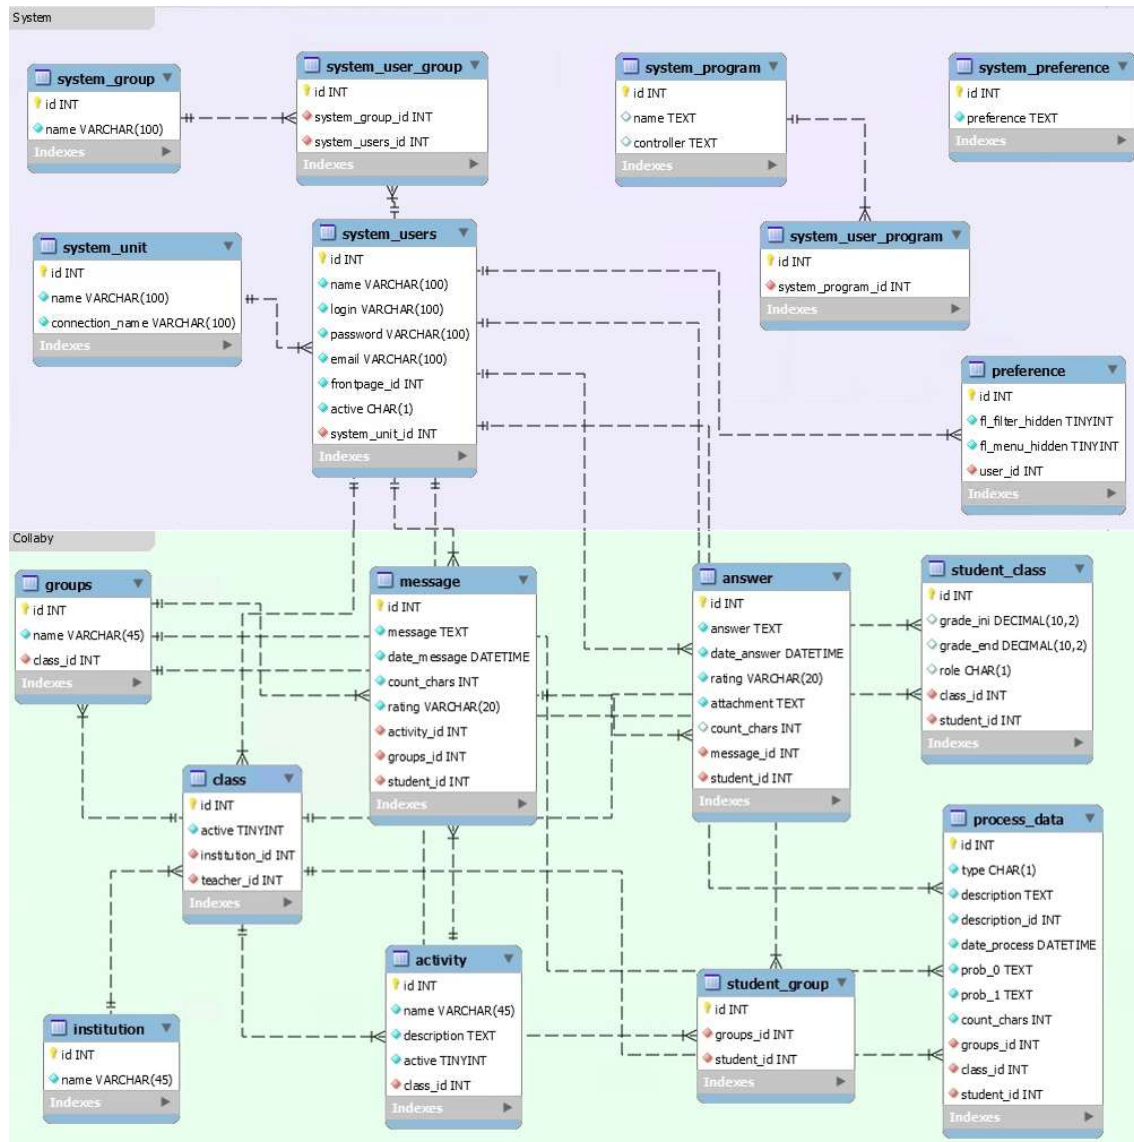 System
system_group
id INT
name VARCHAR(100)
Indexes
system_user_group
id INT
system_group_id INT
system_users_id INT
Indexes
system_program
id INT
name TEXT
controller TEXT
Indexes
system_preference
id INT
preference TEXT
Indexes
system_unit
id INT
name VARCHAR(100)
connection_name VARCHAR(100)
Indexes
system_users
id INT
name VARCHAR(100)
login VARCHAR(100)
password VARCHAR(100)
email VARCHAR(100)
frontpage_id INT
active CHAR(1)
system_unit_id INT
Indexes
system_user_program
id INT
system_program_id INT
Indexes
preference
id INT
fl_filter_hidden TINYINT
fl_menu_hidden TINYINT
user_id INT
Indexes
Collaby
groups
id INT
name VARCHAR(45)
class_id INT
Indexes
message
id INT
message TEXT
date_message DATETIME
count_chars INT
rating VARCHAR(20)
activity_id INT
groups_id INT
student_id INT
Indexes
answer
id INT
answer TEXT
date_answer DATETIME
rating VARCHAR(20)
attachment TEXT
count_chars INT
message_id INT
student_id INT
Indexes
student_class
id INT
grade_ini DECIMAL(10,2)
grade_end DECIMAL(10,2)
role CHAR(1)
class_id INT
student_id INT
Indexes
class
id INT
active TINYINT
institution_id INT
teacher_id INT
Indexes
process_data
id INT
type CHAR(1)
description TEXT
description_id INT
date_process DATETIME
prob_0 TEXT
prob_1 TEXT
count_chars INT
groups_id INT
class_id INT
student_id INT
Indexes
institution
id INT
name VARCHAR(45)
Indexes
activity
id INT
name VARCHAR(45)
description TEXT
active TINYINT
class_id INT
Indexes
student_group
id INT
groups_id INT
student_id INT
Indexes